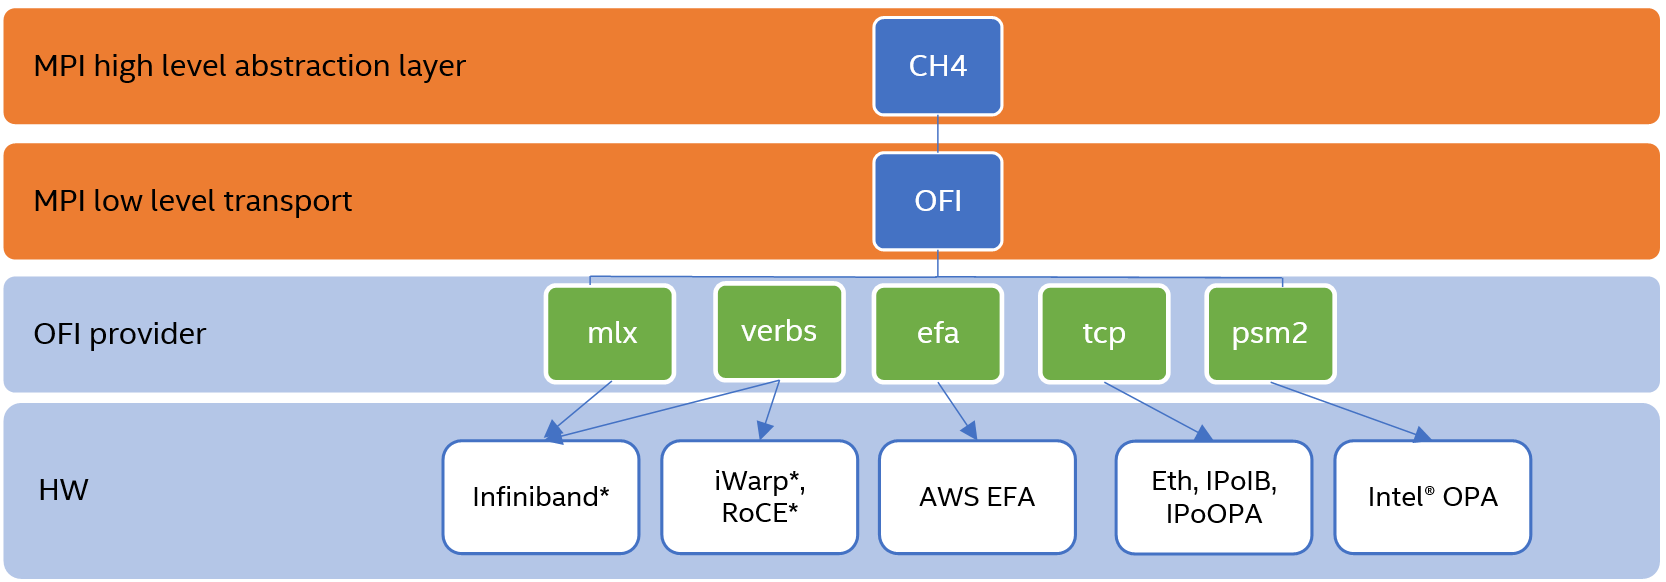 MPI high level abstraction layer
CH4
MPI low level transport
OFI
OFI provider
mlx
verbs
efa
tcp
psm2
HW
Infiniband*
iWarp*,
RoCE*
AWS EFA
Eth, IPoIB,
IPoOPA
Intel® OPA